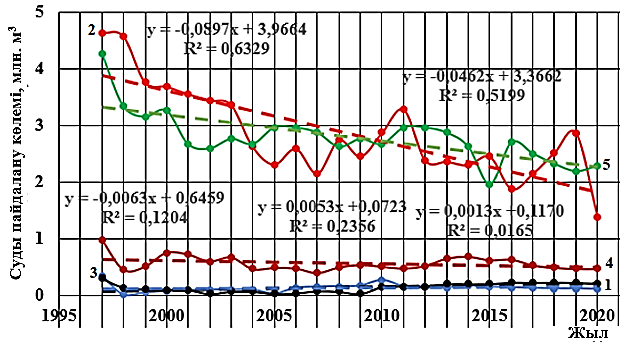 Суды пайдалану көлемі, млн. м³
5
4
3
2
1
0
2
y = -0,0897x + 3,9664
R² = 0,6329
y = -0,0462x + 3,3662
R² = 0,5199
5
y = -0,0063x + 0,6459
R² = 0,1204
y = 0,0053x +0,0723
R² = 0,2356
y = 0,0013x +0,1170
R² = 0,0165
3
4
1
1995 2000 2005 2010 2015 2020
Жыл